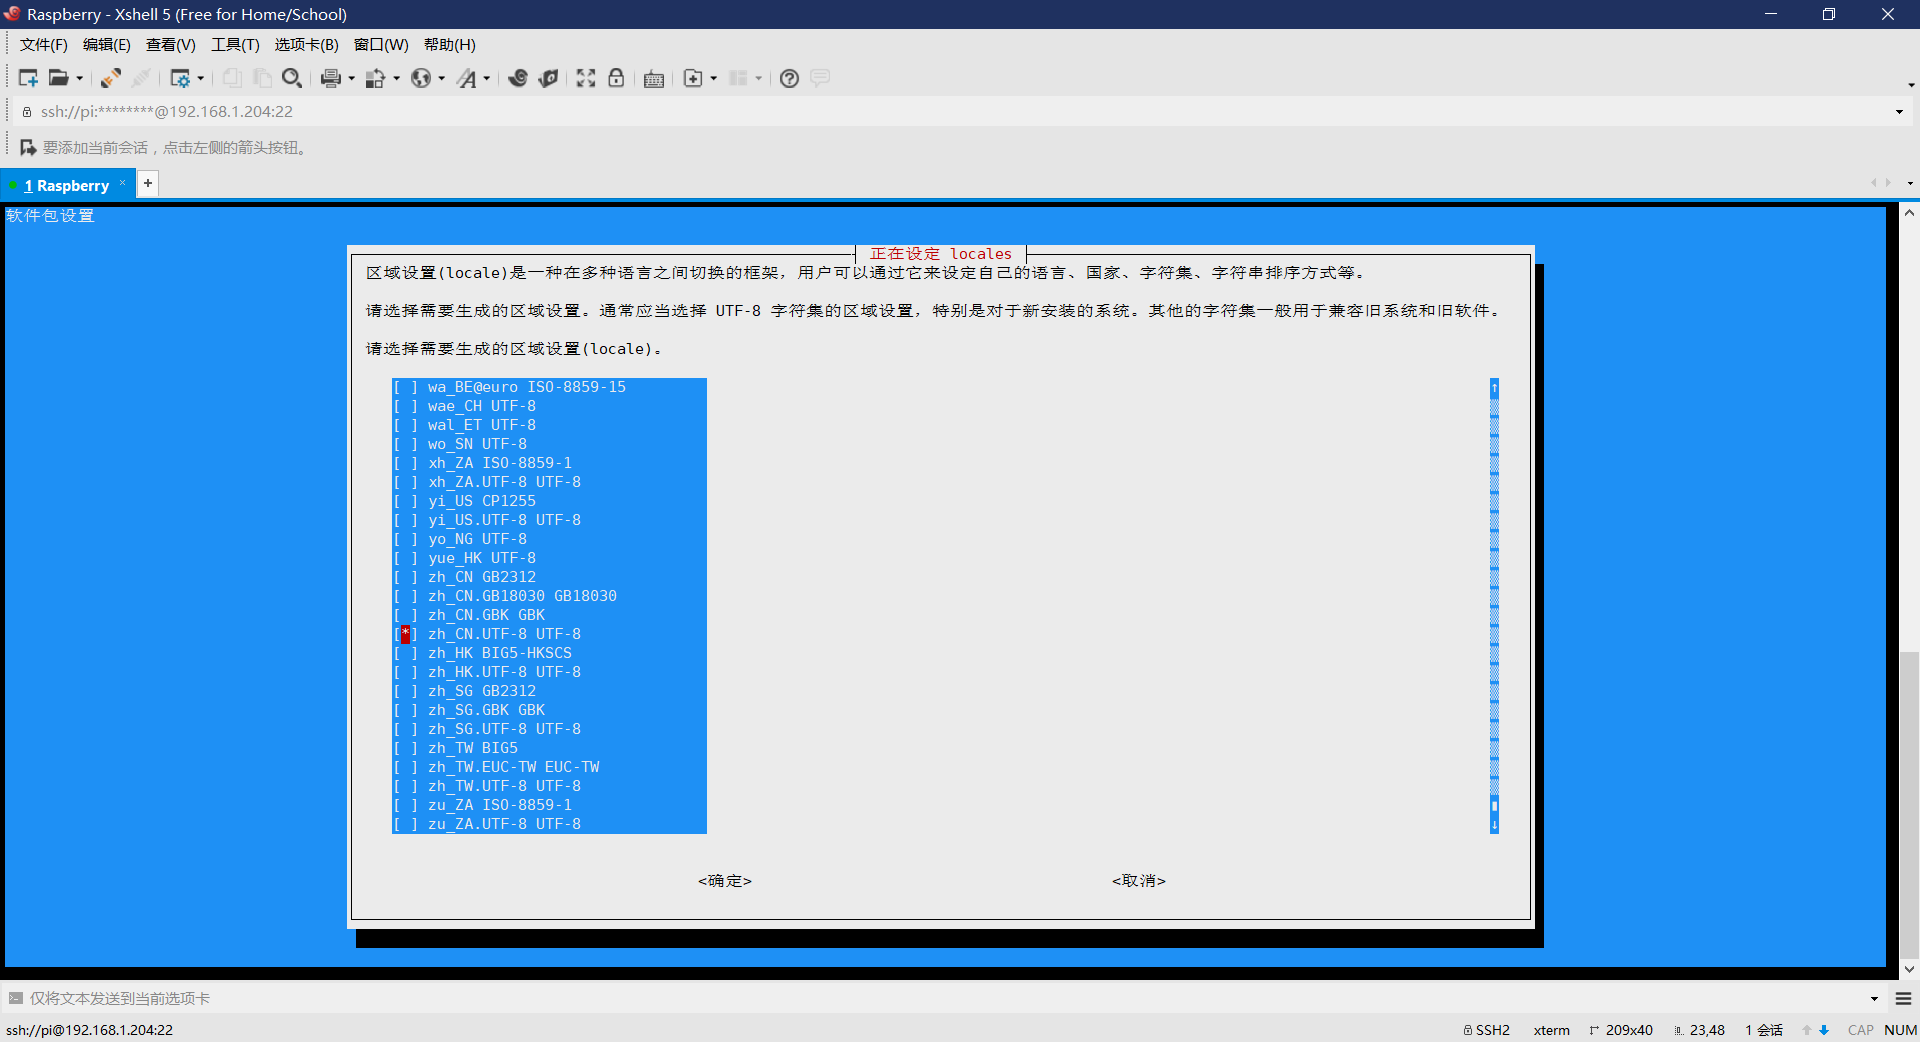 Raspberry - Xshell 5 (Free for Home/School)
文件(F) 编辑(E) 查看(V) 工具(T) 选项卡(B) 窗口(W) 帮助(H)
ssh://pi:********@192.168.1.204:22
要添加当前会话，点击左侧的箭头按钮。
1 Raspberry × +
软件包设置
正在设定 locales
区域设置(locale)是一种在多种语言之间切换的框架，用户可以通过它来设定自己的语言、国家、字符集、字符串排序方式等。
请选择需要生成的区域设置。通常应当选择 UTF-8 字符集的区域设置，特别是对于新安装的系统。其他的字符集一般用于兼容旧系统和旧软件。
请选择需要生成的区域设置(locale)。
[ ] wa_BE@euro ISO-8859-15
[ ] wae_CH UTF-8
[ ] wal_ET UTF-8
[ ] wo_SN UTF-8
[ ] xh_ZA ISO-8859-1
[ ] xh_ZA.UTF-8 UTF-8
[ ] yi_US CP1255
[ ] yi_US.UTF-8 UTF-8
[ ] yo_NG UTF-8
[ ] yue_HK UTF-8
[ ] zh_CN GB2312
[ ] zh_CN.GB18030 GB18030
[ ] zh_CN.GBK GBK
[*] zh_CN.UTF-8 UTF-8
[ ] zh_HK BIG5-HKSCS
[ ] zh_HK.UTF-8 UTF-8
[ ] zh_SG GB2312
[ ] zh_SG.GBK GBK
[ ] zh_SG.UTF-8 UTF-8
[ ] zh_TW BIG5
[ ] zh_TW.EUC-TW EUC-TW
[ ] zh_TW.UTF-8 UTF-8
[ ] zu_ZA ISO-8859-1
[ ] zu_ZA.UTF-8 UTF-8
<确定> <取消>
仅将文本发送到当前选项卡
ssh://pi@192.168.1.204:22 SSH2 xterm 209x40 23,48 1 会话 CAP NUM